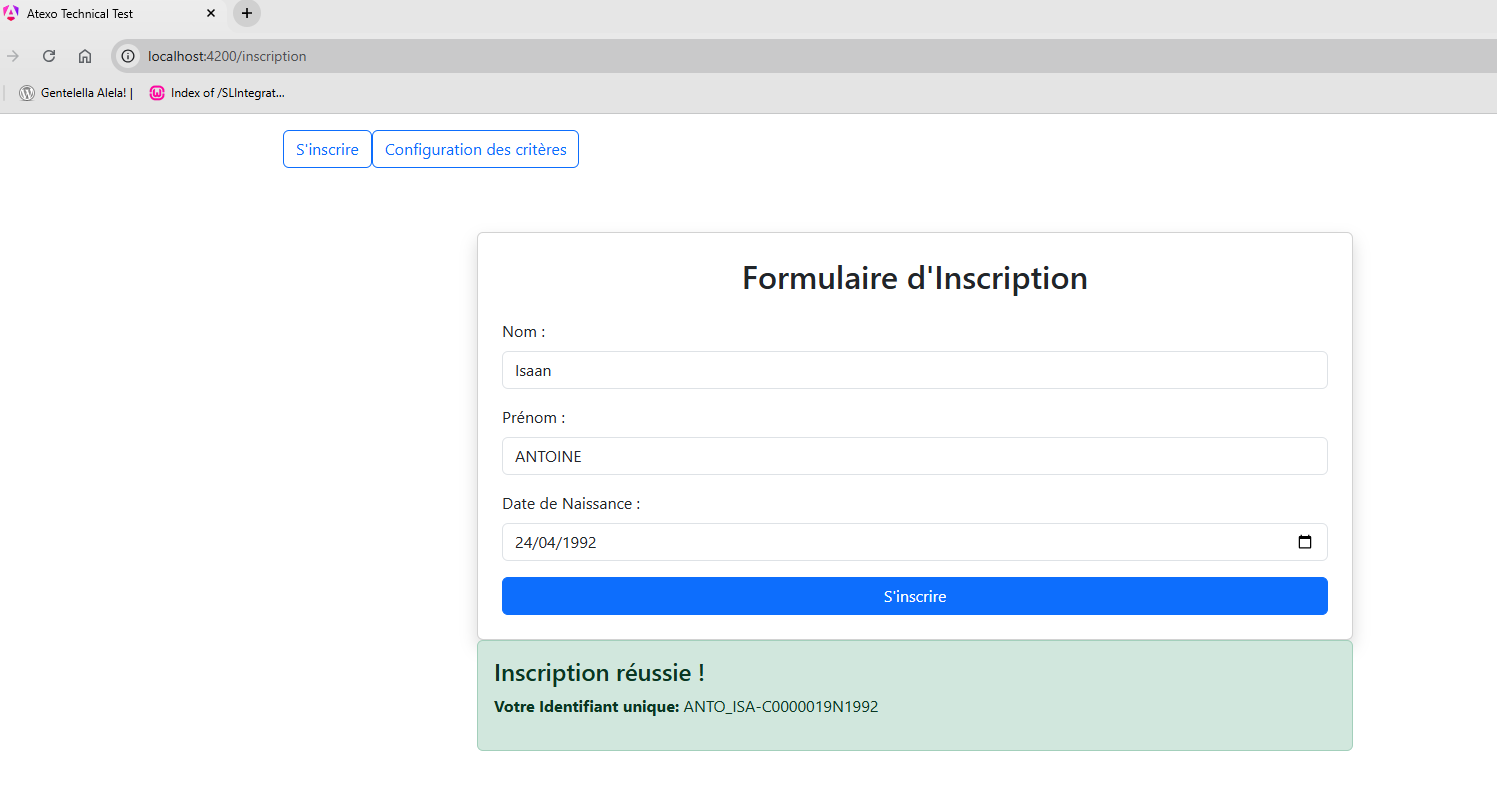 Atexo Technical Test
localhost:4200/inscription
Gentelella Alela! | Index of /SLIntegrat...
S'inscrire Configuration des critères
Formulaire d'Inscription
Nom :
Isaan
Prénom :
ANTOINE
Date de Naissance :
24/04/1992
S'inscrire
Inscription réussie !
Votre Identifiant unique: ANTO_ISA-C0000019N1992